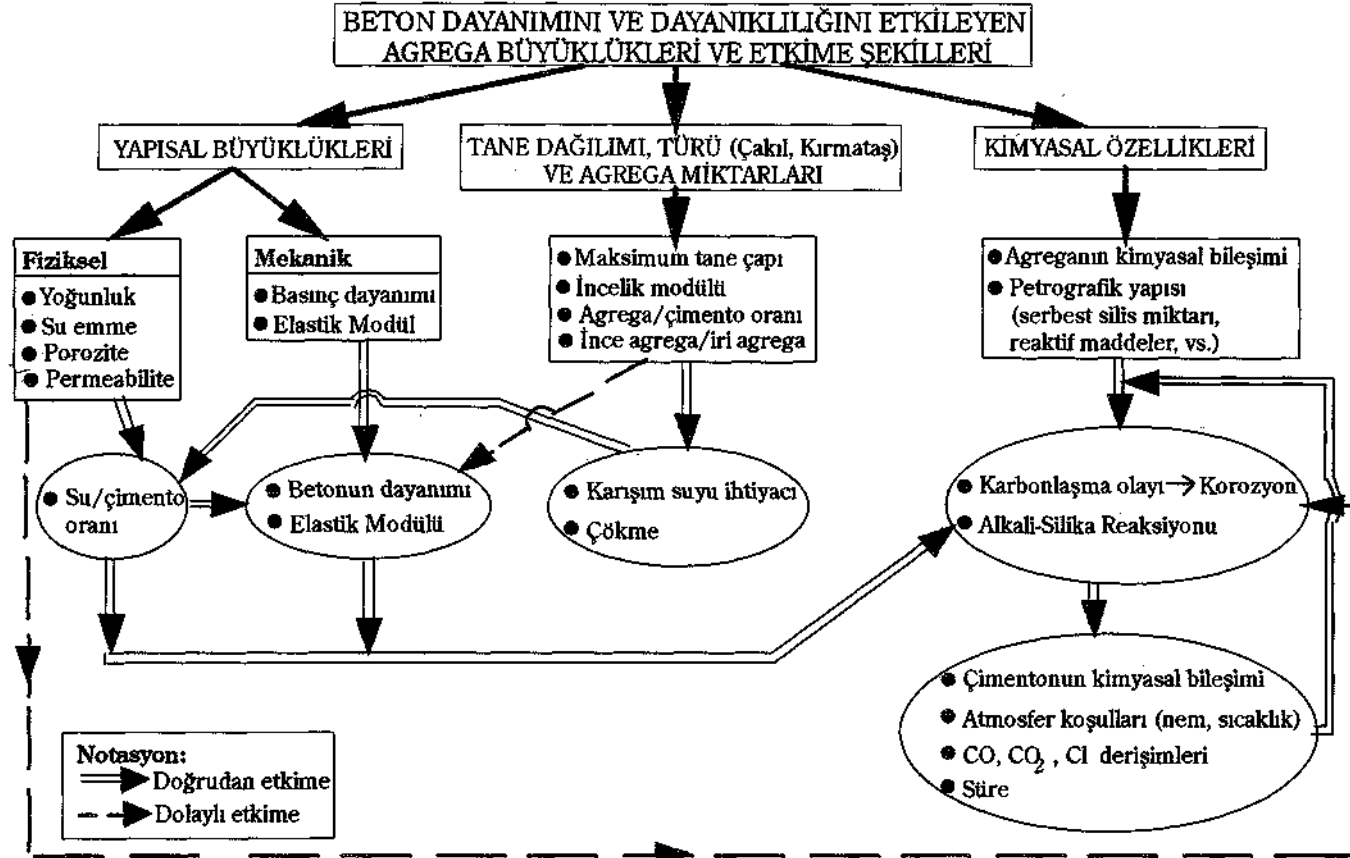 BETON DAYANIMINI VE DAYANIKLILIĞINI ETKİLEYEN
AGREGA BÜYÜKLÜKLERİ VE ETKİME ŞEKİLLERİ
YAPISAL BÜYÜKLÜKLERİ
TANE DAĞILIMI, TÜRÜ (Çakıl, Kırmataş)
VE AGREGA MİKTARLARI
KİMYASAL ÖZELLİKLERİ
Fiziksel
● Yoğunluk
● Su emme
● Porozite
● Permeabilite
Mekanik
● Basınç dayanımı
● Elastik Modül
● Maksimum tane çapı
● İncelik modülü
● Agrega/çimento oranı
● İnce agrega/iri agrega
● Agreganın kimyasal bileşimi
● Petrografik yapısı
(serbest silis miktarı,
reaktif maddeler, vs.)
● Su/çimento
oranı
● Betonun dayanımı
● Elastik Modülü
● Karışım suyu ihtiyacı
● Çökme
● Karbonlaşma olayı → Korozyon
● Alkali-Silika Reaksiyonu
● Çimentonun kimyasal bileşimi
● Atmosfer koşulları (nem, sıcaklık)
● CO, CO₂ , Cl derişimleri
● Süre
Notasyon:
Doğrudan etkime
Dolaylı etkime